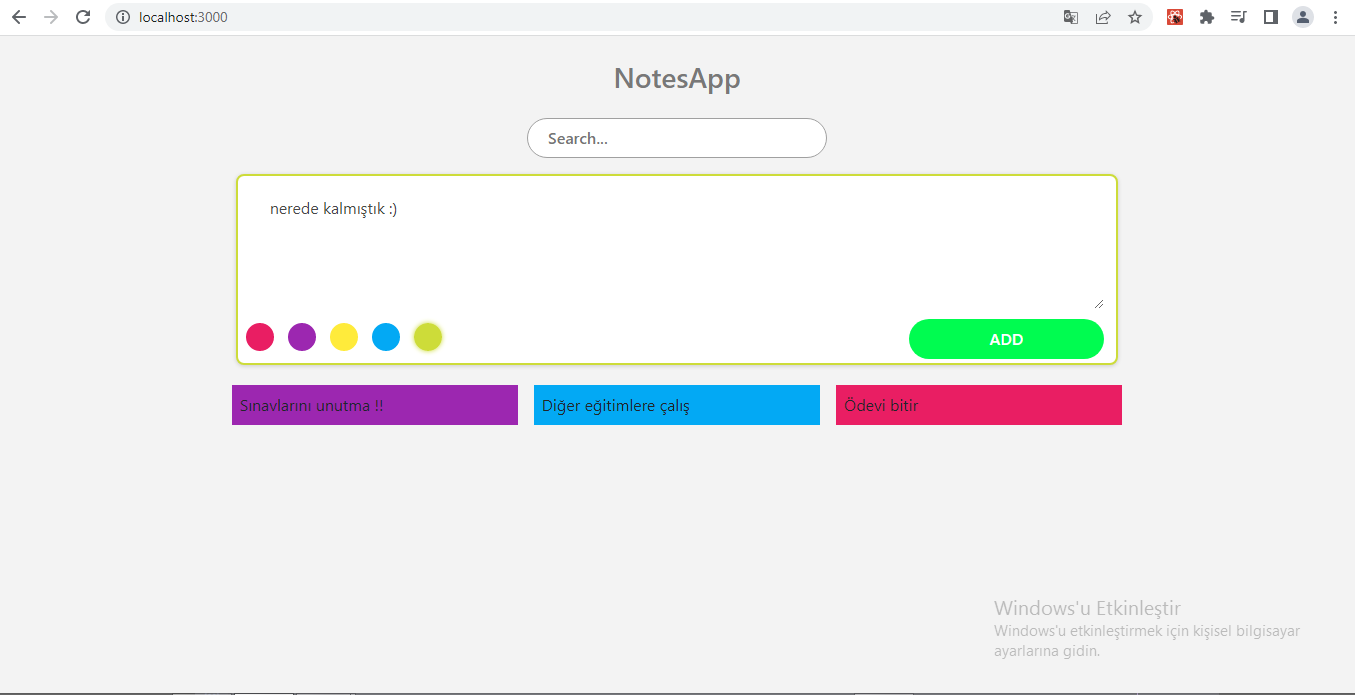 localhost:3000
NotesApp
Search...
nerede kalmıştık :)
ADD
Sınavlarını unutma !!
Diğer eğitimlere çalış
Ödevi bitir
Windows'u Etkinleştir
Windows'u etkinleştirmek için kişisel bilgisayar
ayarlarına gidin.